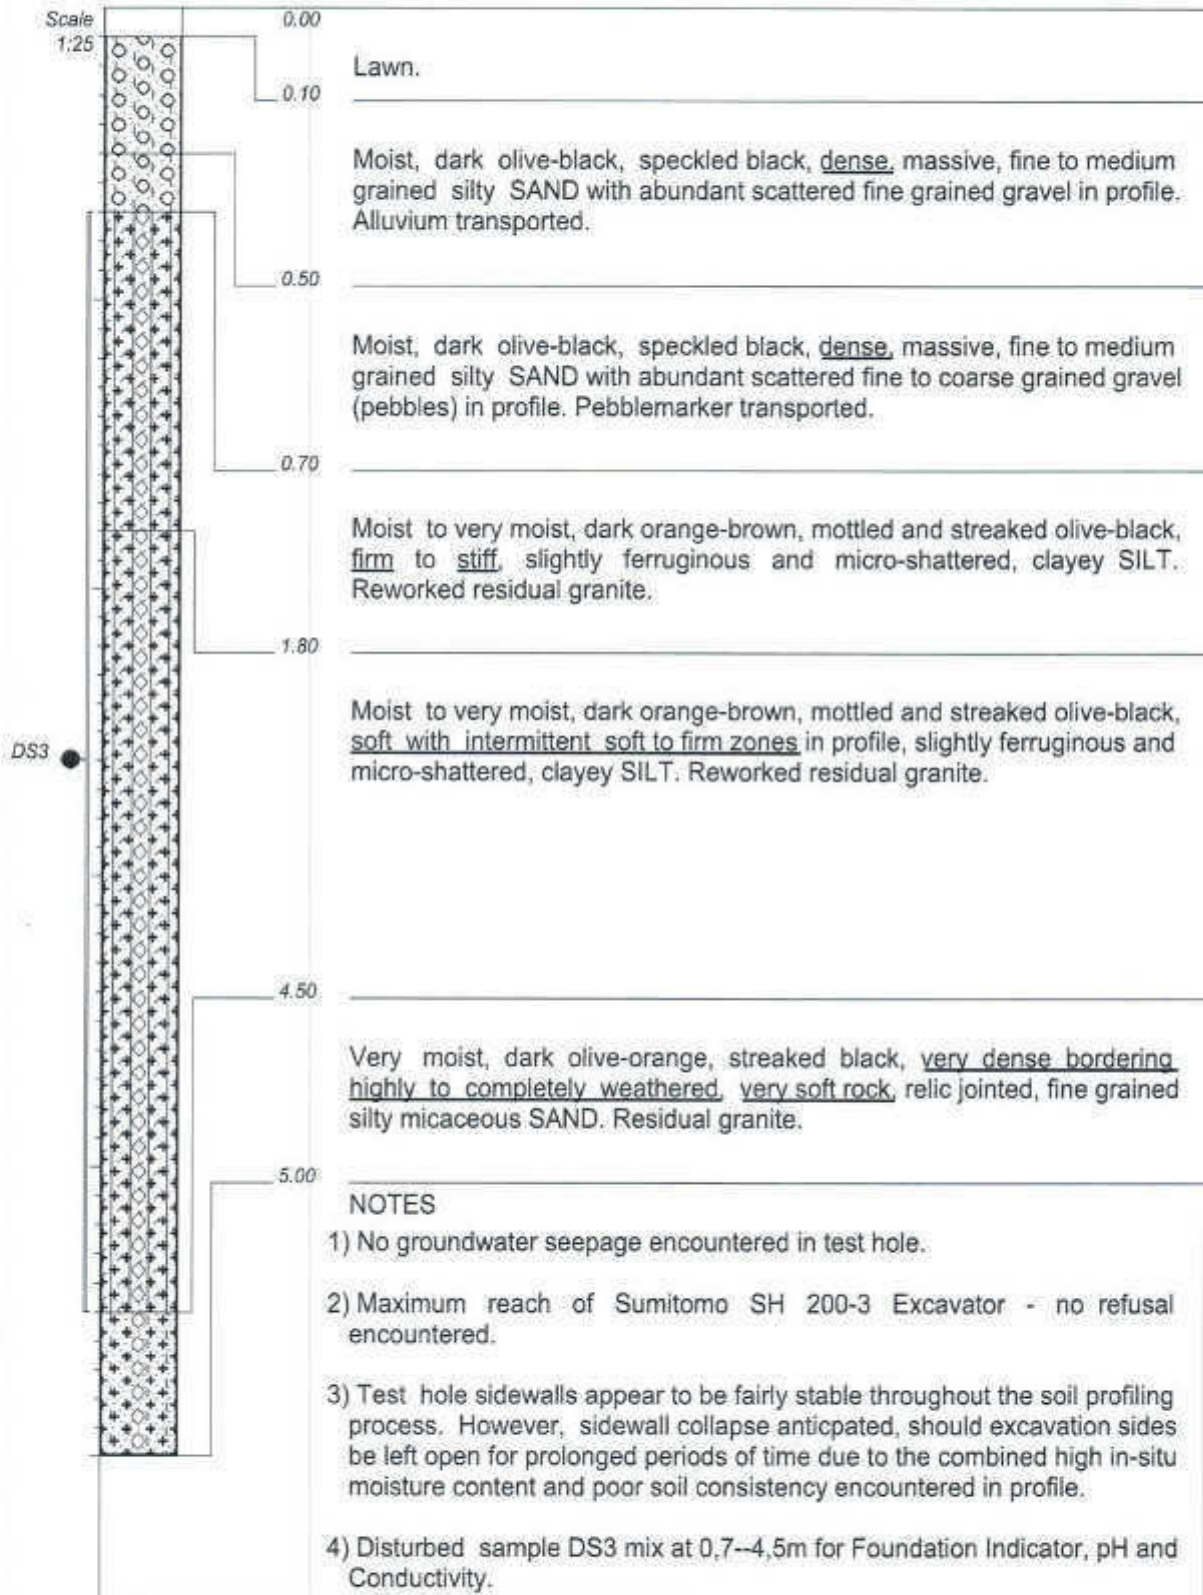 Scale
1:25
0.00
Lawn.
0.10
Moist, dark olive-black, speckled black, dense, massive, fine to medium
grained silty SAND with abundant scattered fine grained gravel in profile.
Alluvium transported.
0.50
Moist, dark olive-black, speckled black, dense, massive, fine to medium
grained silty SAND with abundant scattered fine to coarse grained gravel
(pebbles) in profile. Pebblemarker transported.
0.70
Moist to very moist, dark orange-brown, mottled and streaked olive-black,
firm to stiff, slightly ferruginous and micro-shattered, clayey SILT.
Reworked residual granite.
1.80
Moist to very moist, dark orange-brown, mottled and streaked olive-black,
soft with intermittent soft to firm zones in profile, slightly ferruginous and
micro-shattered, clayey SILT. Reworked residual granite.
DS3
4.50
Very moist, dark olive-orange, streaked black, very dense bordering
highly to completely weathered, very soft rock, relic jointed, fine grained
silty micaceous SAND. Residual granite.
5.00
NOTES
1) No groundwater seepage encountered in test hole.
2) Maximum reach of Sumitomo SH 200-3 Excavator - no refusal
encountered.
3) Test hole sidewalls appear to be fairly stable throughout the soil profiling
process. However, sidewall collapse anticpated, should excavation sides
be left open for prolonged periods of time due to the combined high in-situ
moisture content and poor soil consistency encountered in profile.
4) Disturbed sample DS3 mix at 0,7--4,5m for Foundation Indicator, pH and
Conductivity.